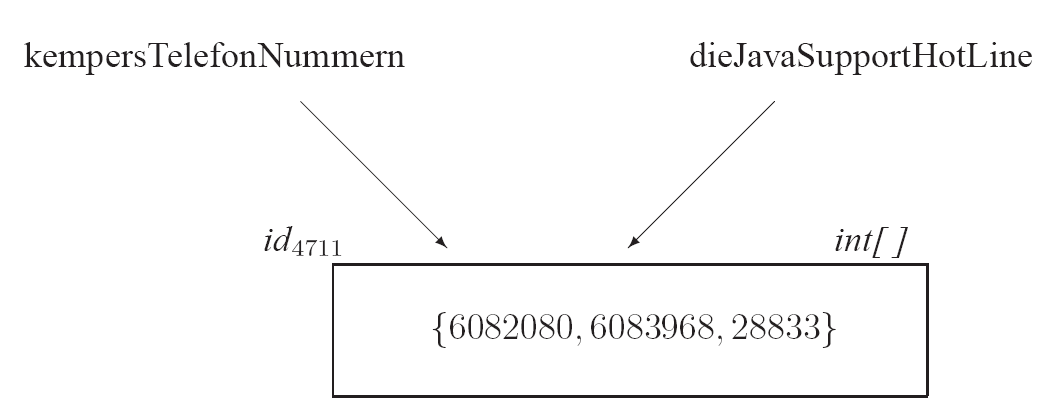 kempersTelefonNummern dieJavaSupportHotLine
id4711 int[ ]
{6082080, 6083968, 28833}